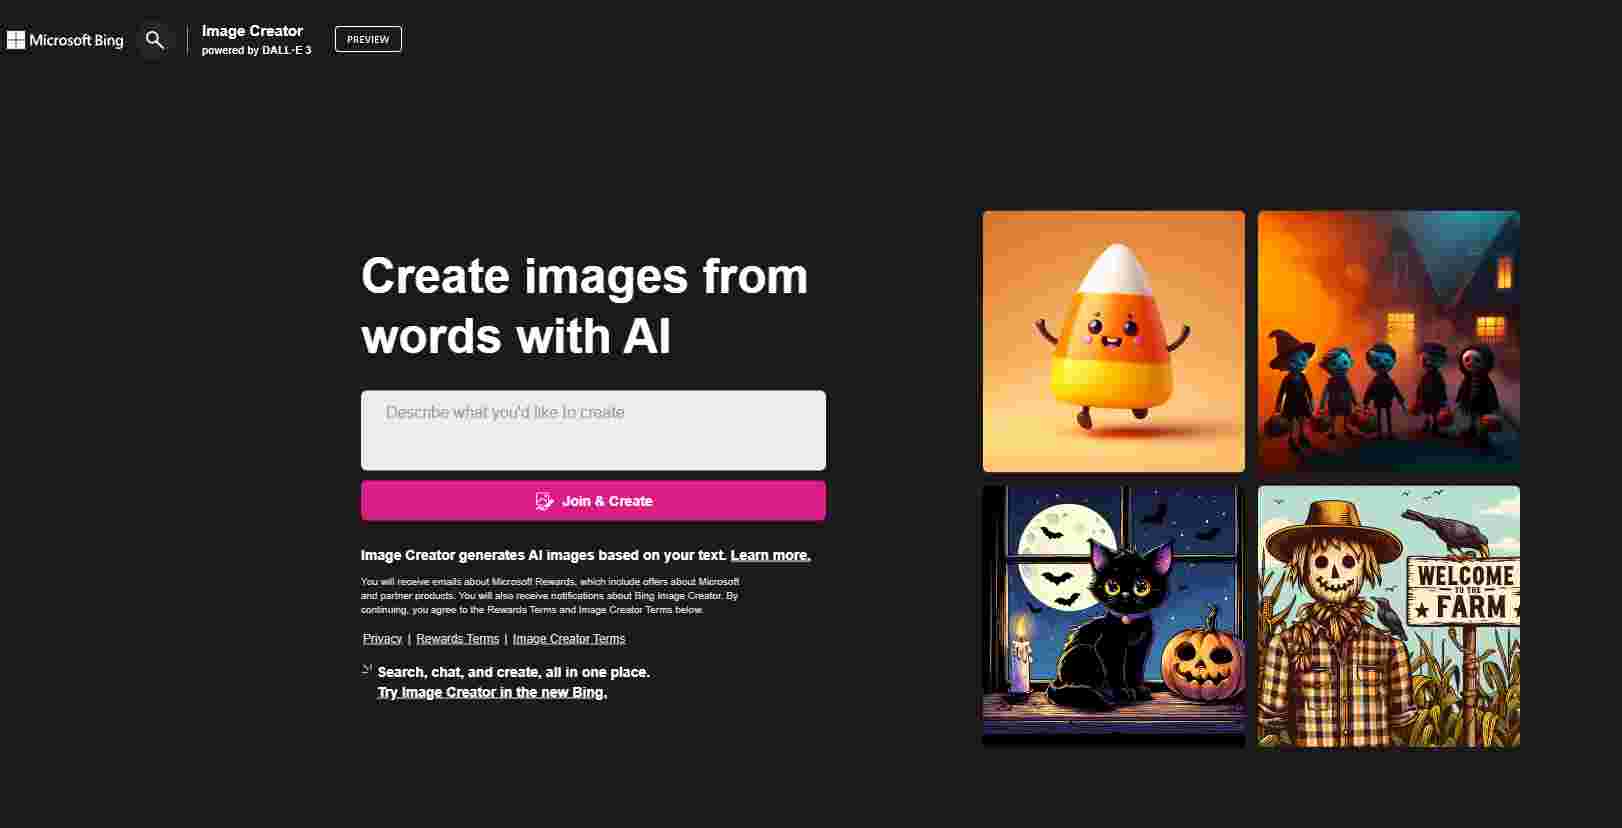 Microsoft Bing
Image Creator
powered by DALL·E 3
PREVIEW
Create images from
words with AI
Describe what you'd like to create
Join & Create
Image Creator generates AI images based on your text. Learn more.
You will receive emails about Microsoft Rewards, which include offers about Microsoft
and partner products. You will also receive notifications about Bing Image Creator. By
continuing, you agree to the Rewards Terms and Image Creator Terms below.
Privacy | Rewards Terms | Image Creator Terms
Search, chat, and create, all in one place.
Try Image Creator in the new Bing.
WELCOME
TO THE
FARM